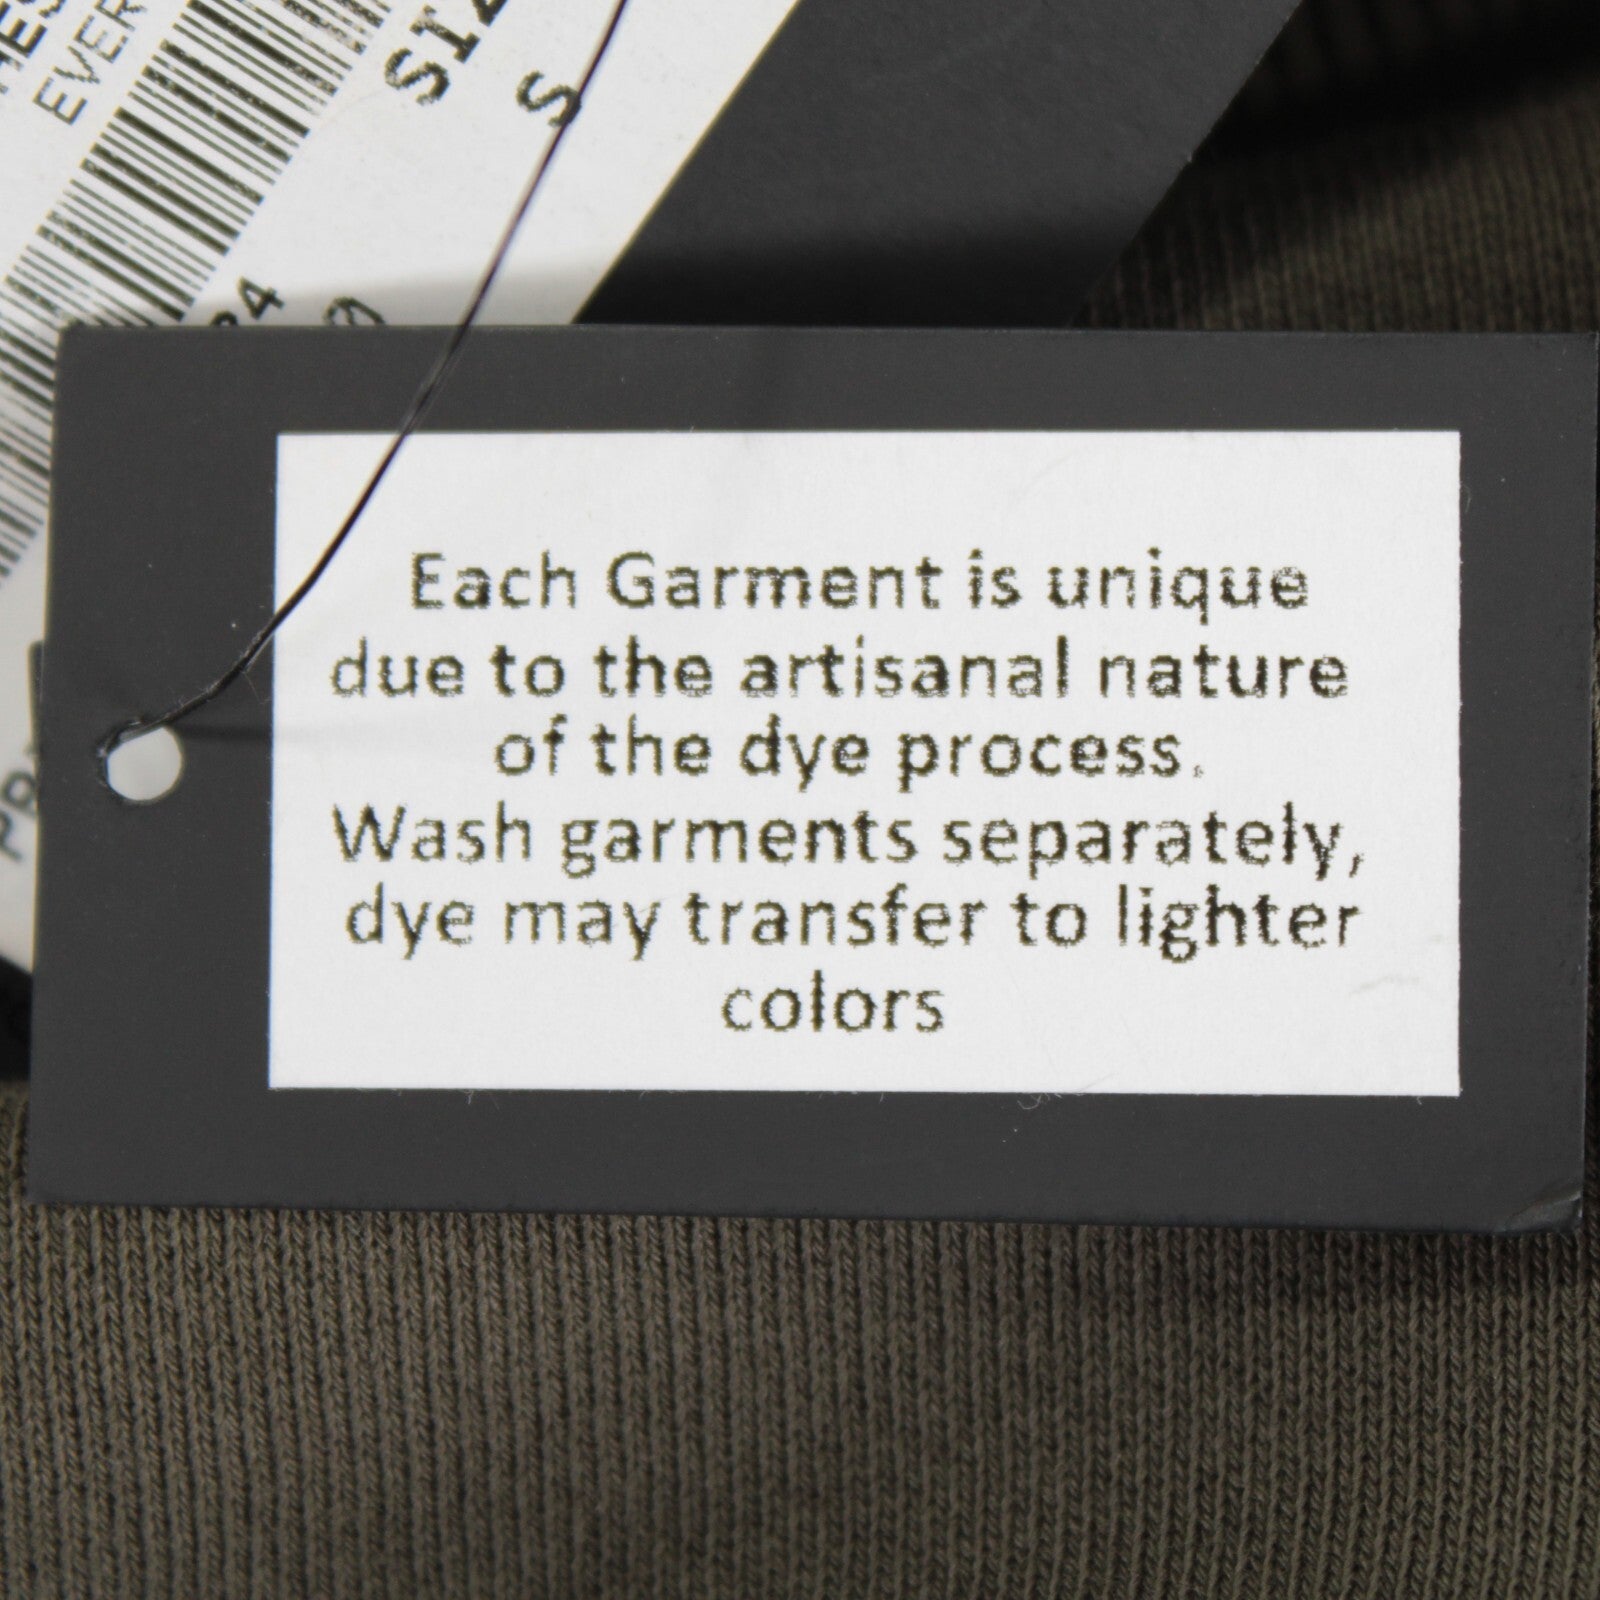 EVER
S
Each Garment is unique
due to the artisanal nature
of the dye process.
Wash garments separately,
dye may transfer to lighter
colors